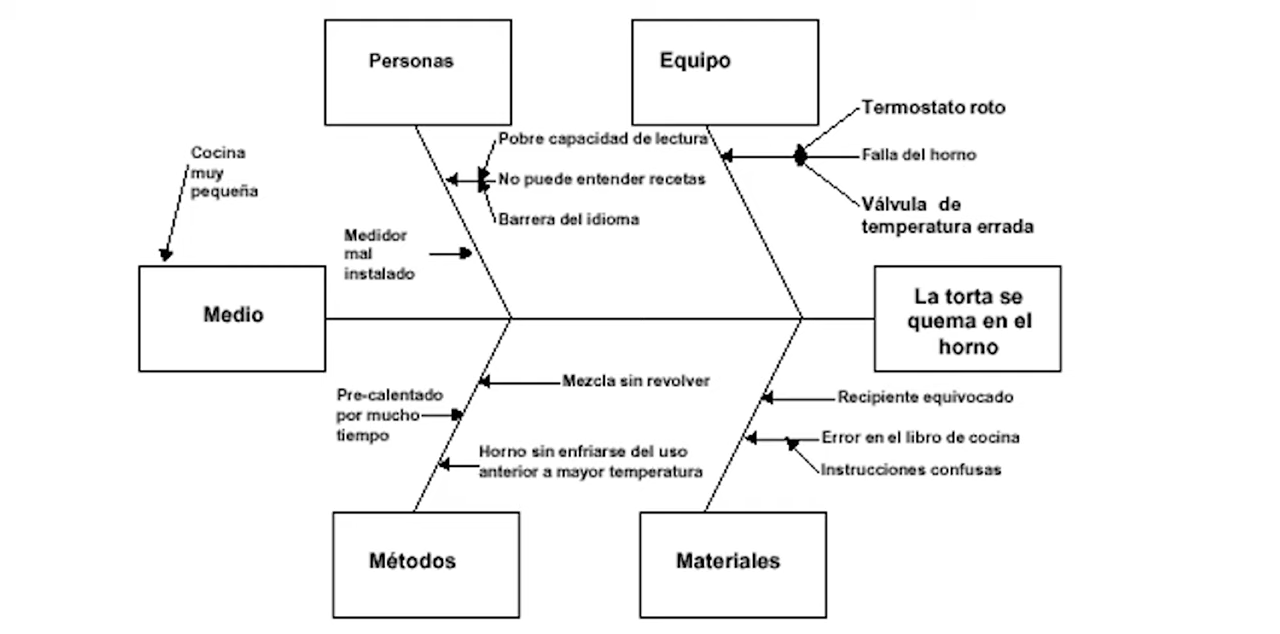 Personas
Equipo
Termostato roto
Pobre capacidad de lectura
Cocina
muy
pequeña
Falla del horno
No puede entender recetas
Válvula de
temperatura errada
Barrera del idioma
Medidor
mal
instalado
Medio
La torta se
quema en el
horno
Mezcla sin revolver
Pre-calentado
por mucho
tiempo
Recipiente equivocado
Error en el libro de cocina
Horno sin enfriarse del uso
anterior a mayor temperatura
Instrucciones confusas
Métodos
Materiales